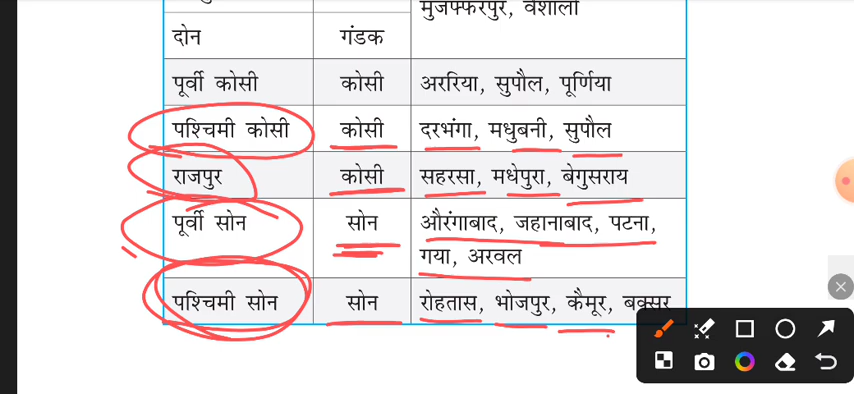 मुजफ्फरपुर, वैशाली
दोन गंडक
पूर्वी कोसी कोसी अररिया, सुपौल, पूर्णिया
पश्चिमी कोसी कोसी दरभंगा, मधुबनी, सुपौल
राजपुर कोसी सहरसा, मधेपुरा, बेगुसराय
पूर्वी सोन सोन औरंगाबाद, जहानाबाद, पटना,
गया, अरवल
पश्चिमी सोन सोन रोहतास, भोजपुर, कैमूर, बक्सर